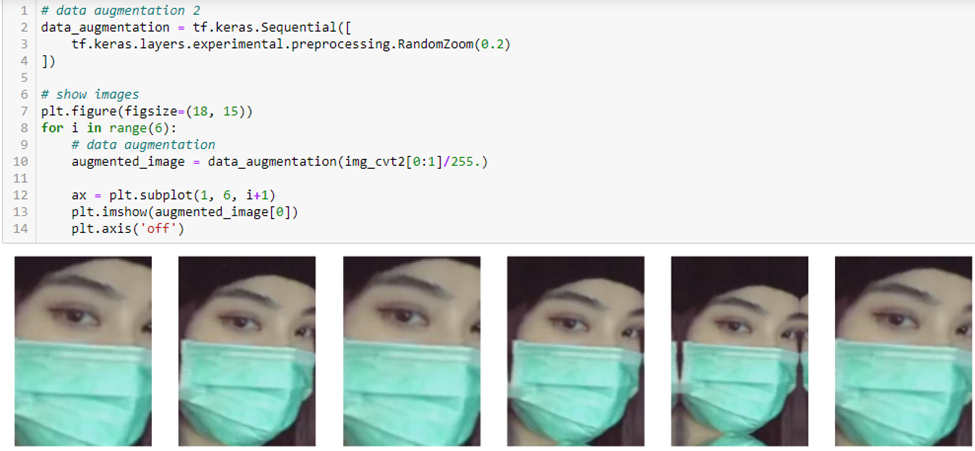 1 # data augmentation 2
2 data_augmentation = tf.keras.Sequential([
3     tf.keras.layers.experimental.preprocessing.RandomZoom(0.2)
4 ])
5
6 # show images
7 plt.figure(figsize=(18, 15))
8 for i in range(6):
9     # data augmentation
10     augmented_image = data_augmentation(img_cvt2[0:1]/255.)
11
12     ax = plt.subplot(1, 6, i+1)
13     plt.imshow(augmented_image[0])
14     plt.axis('off')